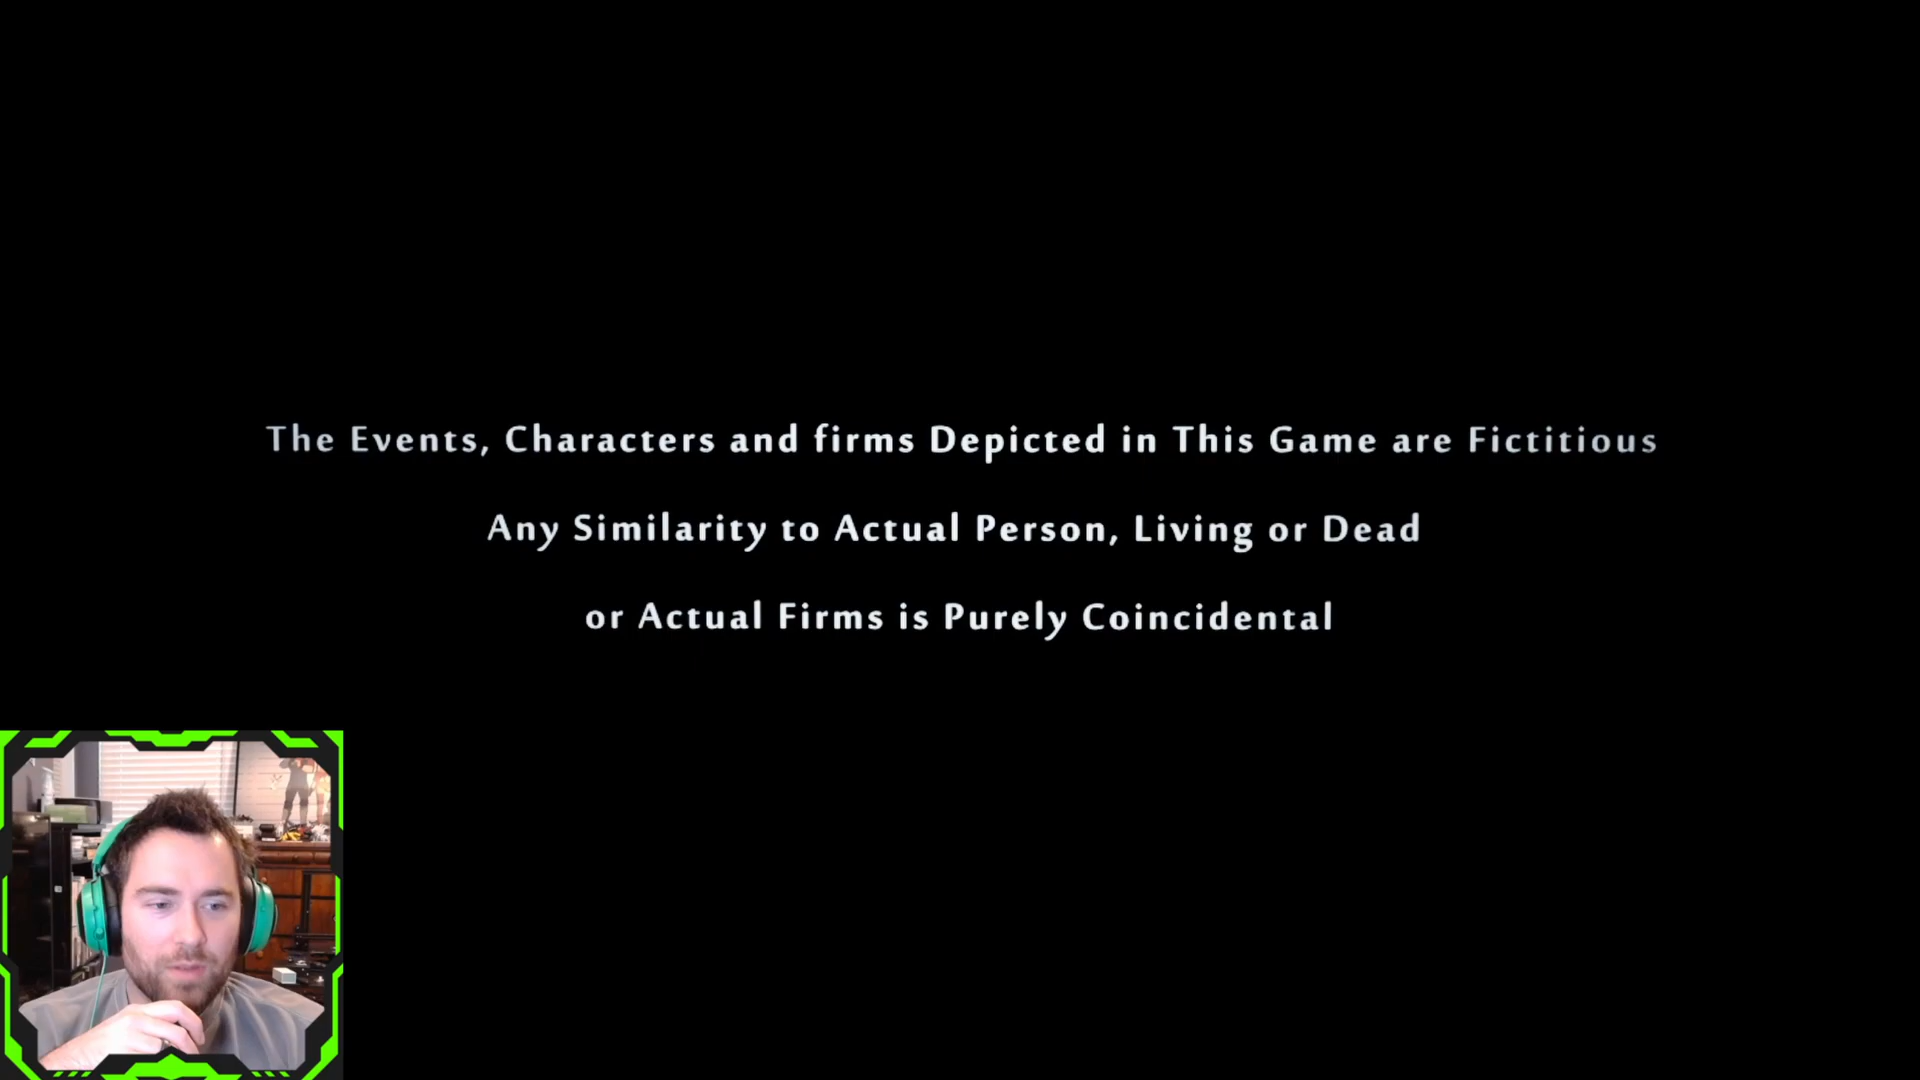 The Events, Characters and firms Depicted in This Game are Fictitious
Any Similarity to Actual Person, Living or Dead
or Actual Firms is Purely Coincidental